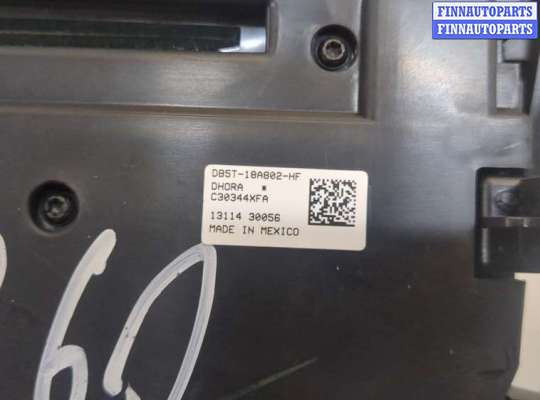 FINNAUTOPARTS
FINNAUTOPARTS
DB5T-18A802-HF
DHORA *
C30344XFA
13114 30056
MADE IN MEXICO